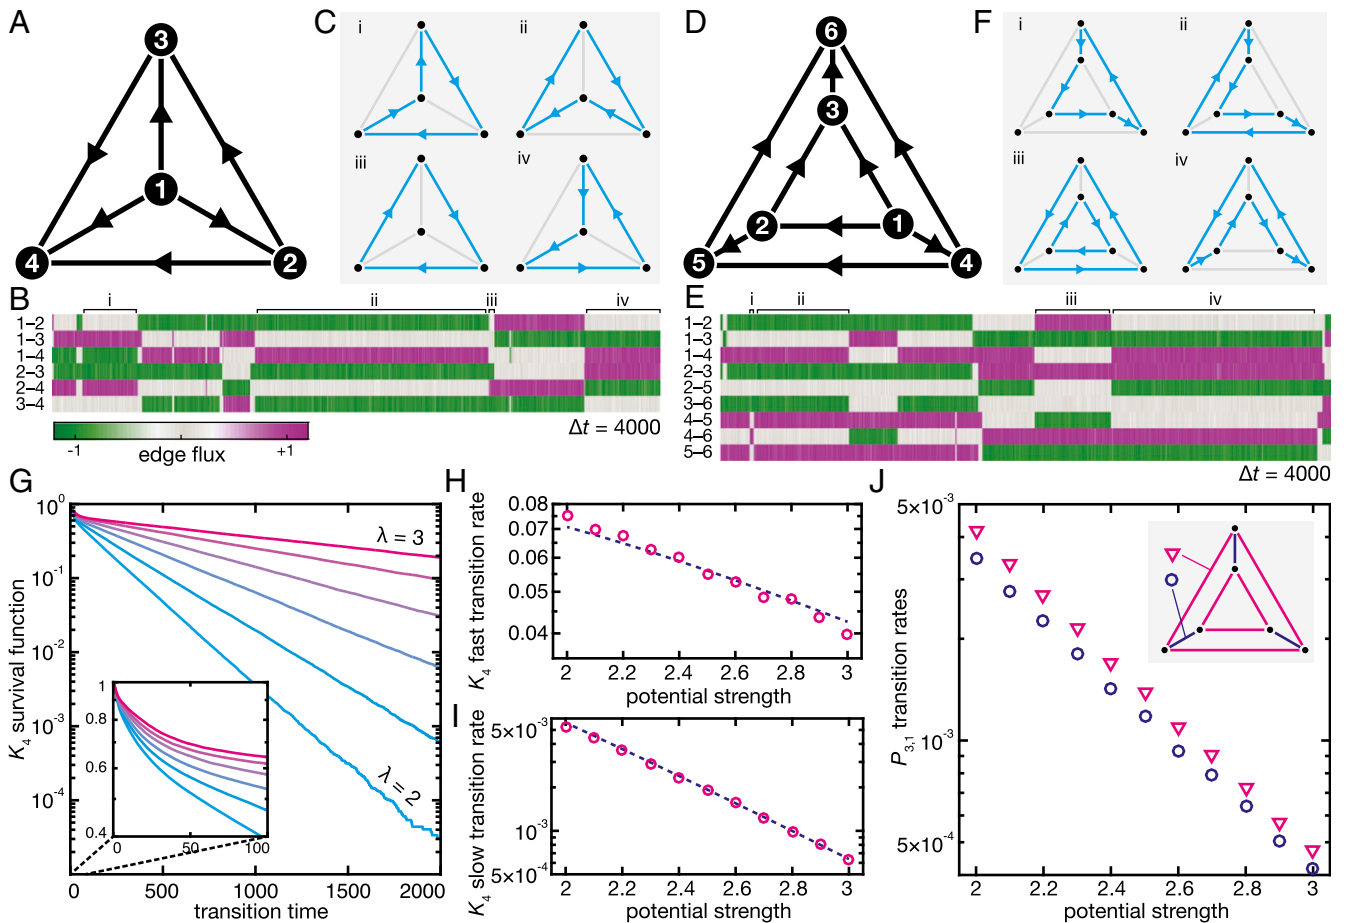 A
3
1
4
2
C
i
ii
iii
iv
D
6
3
2
1
5
4
F
i
ii
iii
iv
B
i
ii
iii
iv
1–2
1–3
1–4
2–3
2–4
3–4
-1
+1
edge flux
Δt = 4000
E
i
ii
iii
iv
1–2
1–3
1–4
2–3
2–5
3–6
4–5
4–6
5–6
Δt = 4000
G
K4 survival function
10^0
10^-1
10^-2
10^-3
10^-4
λ = 3
λ = 2
1
0.8
0.6
0.4
0
50
100
0
500
1000
1500
2000
transition time
H
K4 fast transition rate
0.08
0.07
0.06
0.05
0.04
2
2.2
2.4
2.6
2.8
3
potential strength
I
K4 slow transition rate
5×10^-3
10^-3
5×10^-4
2
2.2
2.4
2.6
2.8
3
potential strength
J
P3,1 transition rates
5×10^-3
10^-3
5×10^-4
2
2.2
2.4
2.6
2.8
3
potential strength